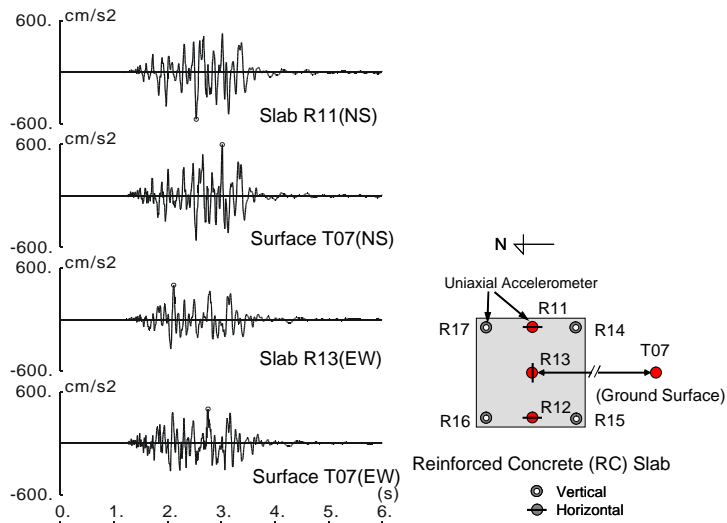 600. cm/s2
-600.
Slab R11(NS)
600. cm/s2
-600.
Surface T07(NS)
600. cm/s2
-600.
Slab R13(EW)
600. cm/s2
-600.
Surface T07(EW)
(s)
0. 1. 2. 3. 4. 5. 6.
N
Uniaxial Accelerometer
R11
R17
R14
R13
T07
(Ground Surface)
R12
R16
R15
Reinforced Concrete (RC) Slab
Vertical
Horizontal